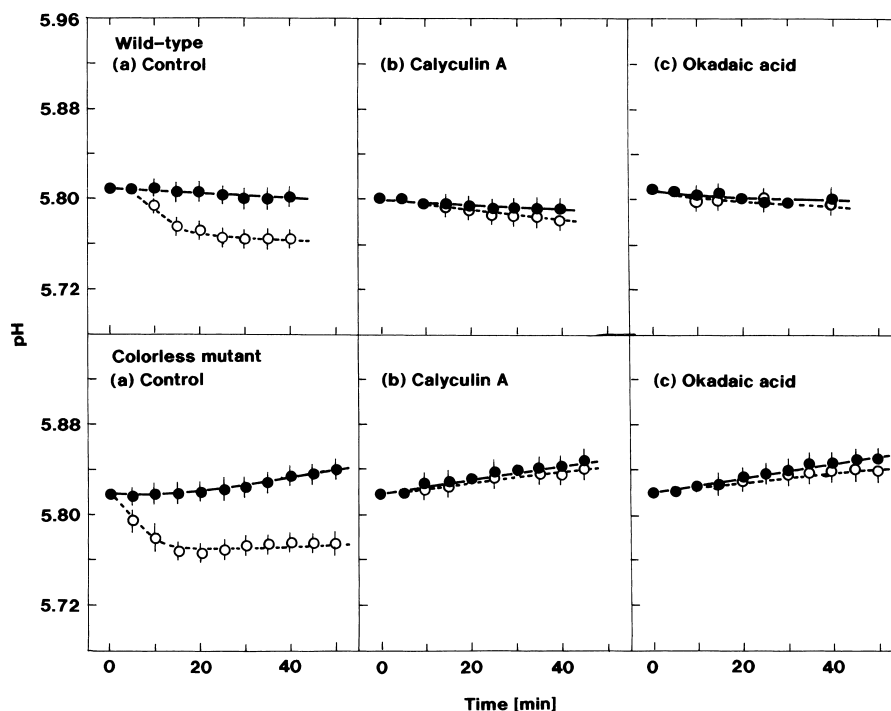 Wild-type
(a) Control
(b) Calyculin A
(c) Okadaic acid
5.96
5.88
5.80
5.72
pH
Colorless mutant
(a) Control
(b) Calyculin A
(c) Okadaic acid
5.88
5.80
5.72
0 20 40
0 20 40
0 20 40
Time [min]